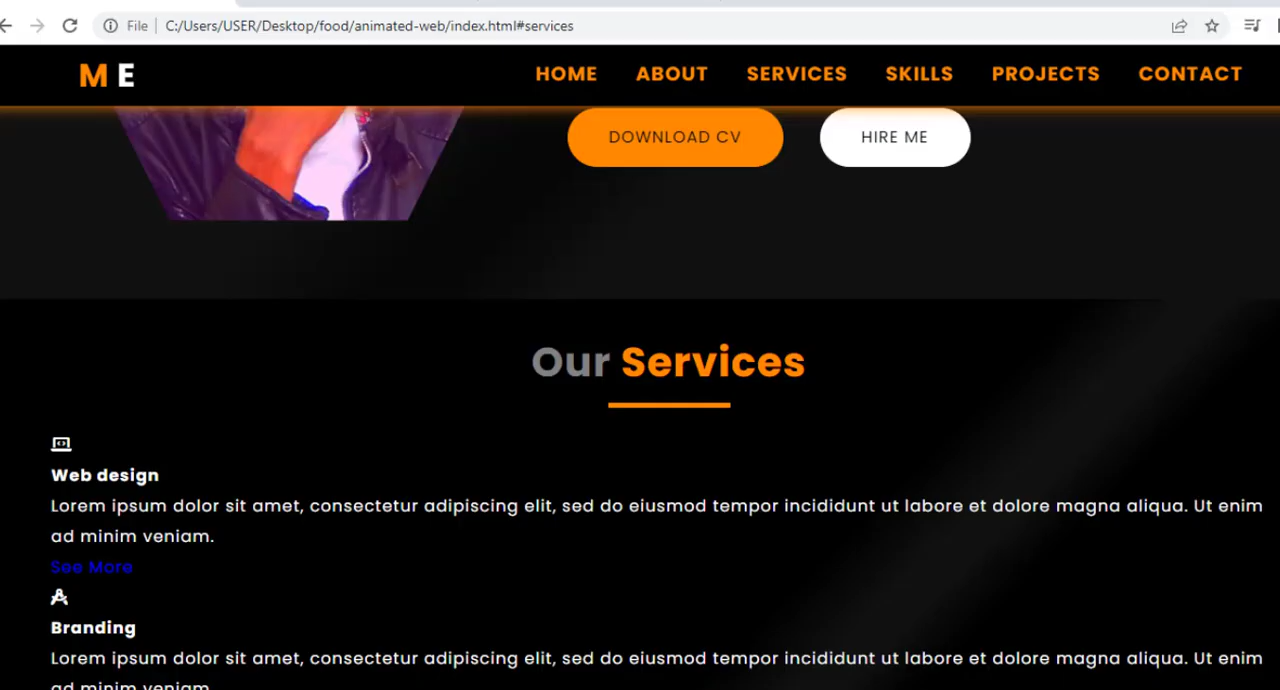 File C:/Users/USER/Desktop/food/animated-web/index.html#services
M E
HOME ABOUT SERVICES SKILLS PROJECTS CONTACT
DOWNLOAD CV HIRE ME
Our Services
Web design
Lorem ipsum dolor sit amet, consectetur adipiscing elit, sed do eiusmod tempor incididunt ut labore et dolore magna aliqua. Ut enim
ad minim veniam.
See More
Branding
Lorem ipsum dolor sit amet, consectetur adipiscing elit, sed do eiusmod tempor incididunt ut labore et dolore magna aliqua. Ut enim
ad minim veniam